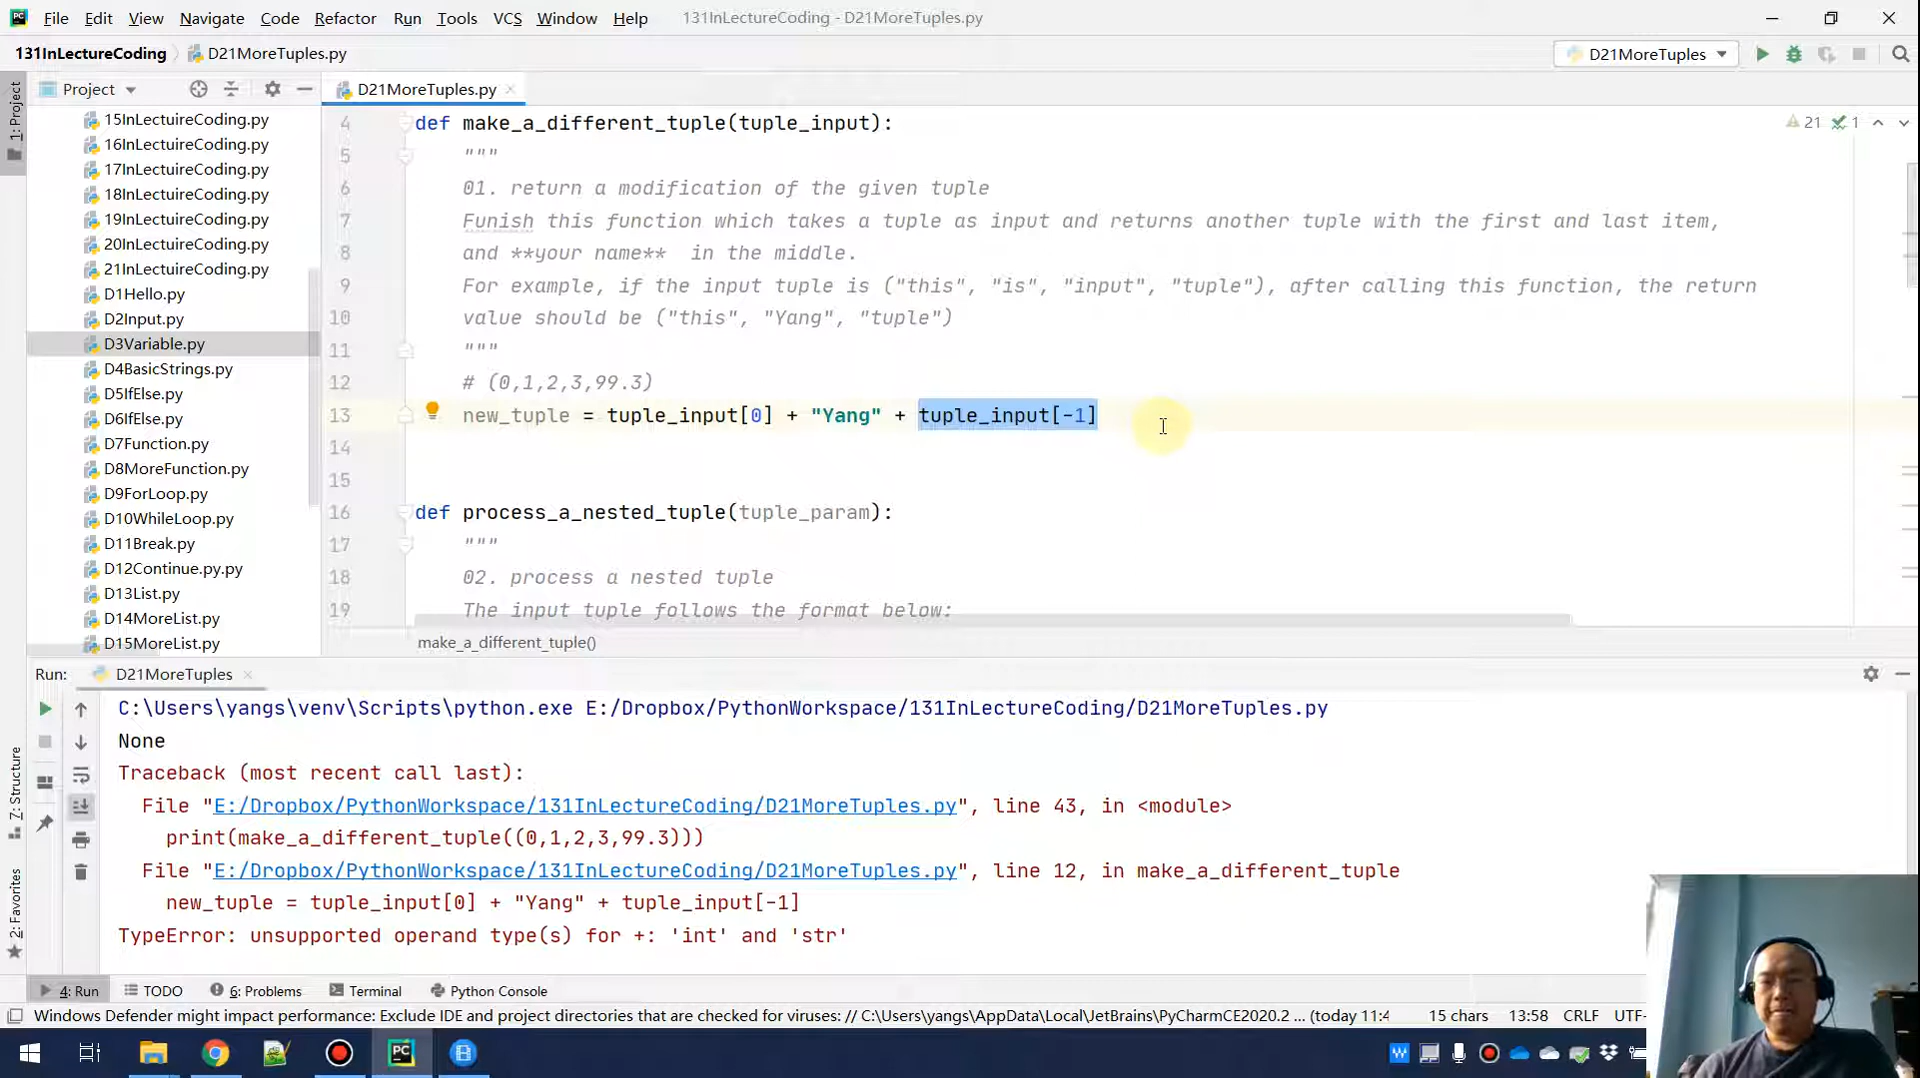 File Edit View Navigate Code Refactor Run Tools VCS Window Help 131InLectureCoding - D21MoreTuples.py
131InLectureCoding D21MoreTuples.py D21MoreTuples
1: Project
Project
D21MoreTuples.py
15InLectuireCoding.py
16InLectuireCoding.py
17InLectuireCoding.py
18InLectuireCoding.py
19InLectuireCoding.py
20InLectuireCoding.py
21InLectuireCoding.py
D1Hello.py
D2Input.py
D3Variable.py
D4BasicStrings.py
D5IfElse.py
D6IfElse.py
D7Function.py
D8MoreFunction.py
D9ForLoop.py
D10WhileLoop.py
D11Break.py
D12Continue.py.py
D13List.py
D14MoreList.py
D15MoreList.py
21 1
4 def make_a_different_tuple(tuple_input):
5 """
6 01. return a modification of the given tuple
7 Funish this function which takes a tuple as input and returns another tuple with the first and last item,
8 and **your name**  in the middle.
9 For example, if the input tuple is ("this", "is", "input", "tuple"), after calling this function, the return
10 value should be ("this", "Yang", "tuple")
11 """
12 # (0,1,2,3,99.3)
13 new_tuple = tuple_input[0] + "Yang" + tuple_input[-1]
14
15
16 def process_a_nested_tuple(tuple_param):
17 """
18 02. process a nested tuple
19 The input tuple follows the format below:
make_a_different_tuple()
Run: D21MoreTuples
C:\Users\yangs\venv\Scripts\python.exe E:/Dropbox/PythonWorkspace/131InLectureCoding/D21MoreTuples.py
None
Traceback (most recent call last):
File "E:/Dropbox/PythonWorkspace/131InLectureCoding/D21MoreTuples.py", line 43, in <module>
print(make_a_different_tuple((0,1,2,3,99.3)))
File "E:/Dropbox/PythonWorkspace/131InLectureCoding/D21MoreTuples.py", line 12, in make_a_different_tuple
new_tuple = tuple_input[0] + "Yang" + tuple_input[-1]
TypeError: unsupported operand type(s) for +: 'int' and 'str'
7: Structure
2: Favorites
4: Run TODO 6: Problems Terminal Python Console
Windows Defender might impact performance: Exclude IDE and project directories that are checked for viruses: // C:\Users\yangs\AppData\Local\JetBrains\PyCharmCE2020.2 ... (today 11:4 15 chars 13:58 CRLF UTF-
PC
W